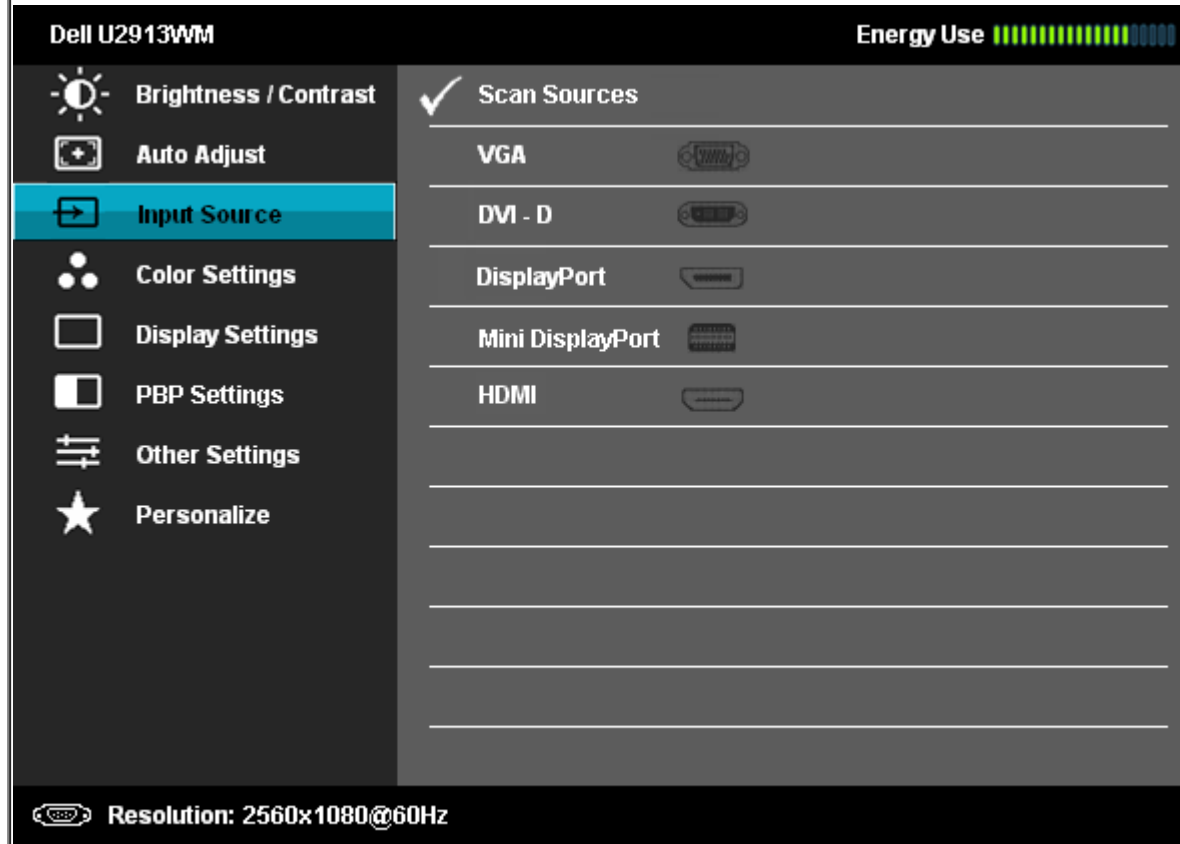 Dell U2913WM
Energy Use
Brightness / Contrast
Auto Adjust
Input Source
Color Settings
Display Settings
PBP Settings
Other Settings
Personalize
Scan Sources
VGA
DVI - D
DisplayPort
Mini DisplayPort
HDMI
Resolution: 2560x1080@60Hz